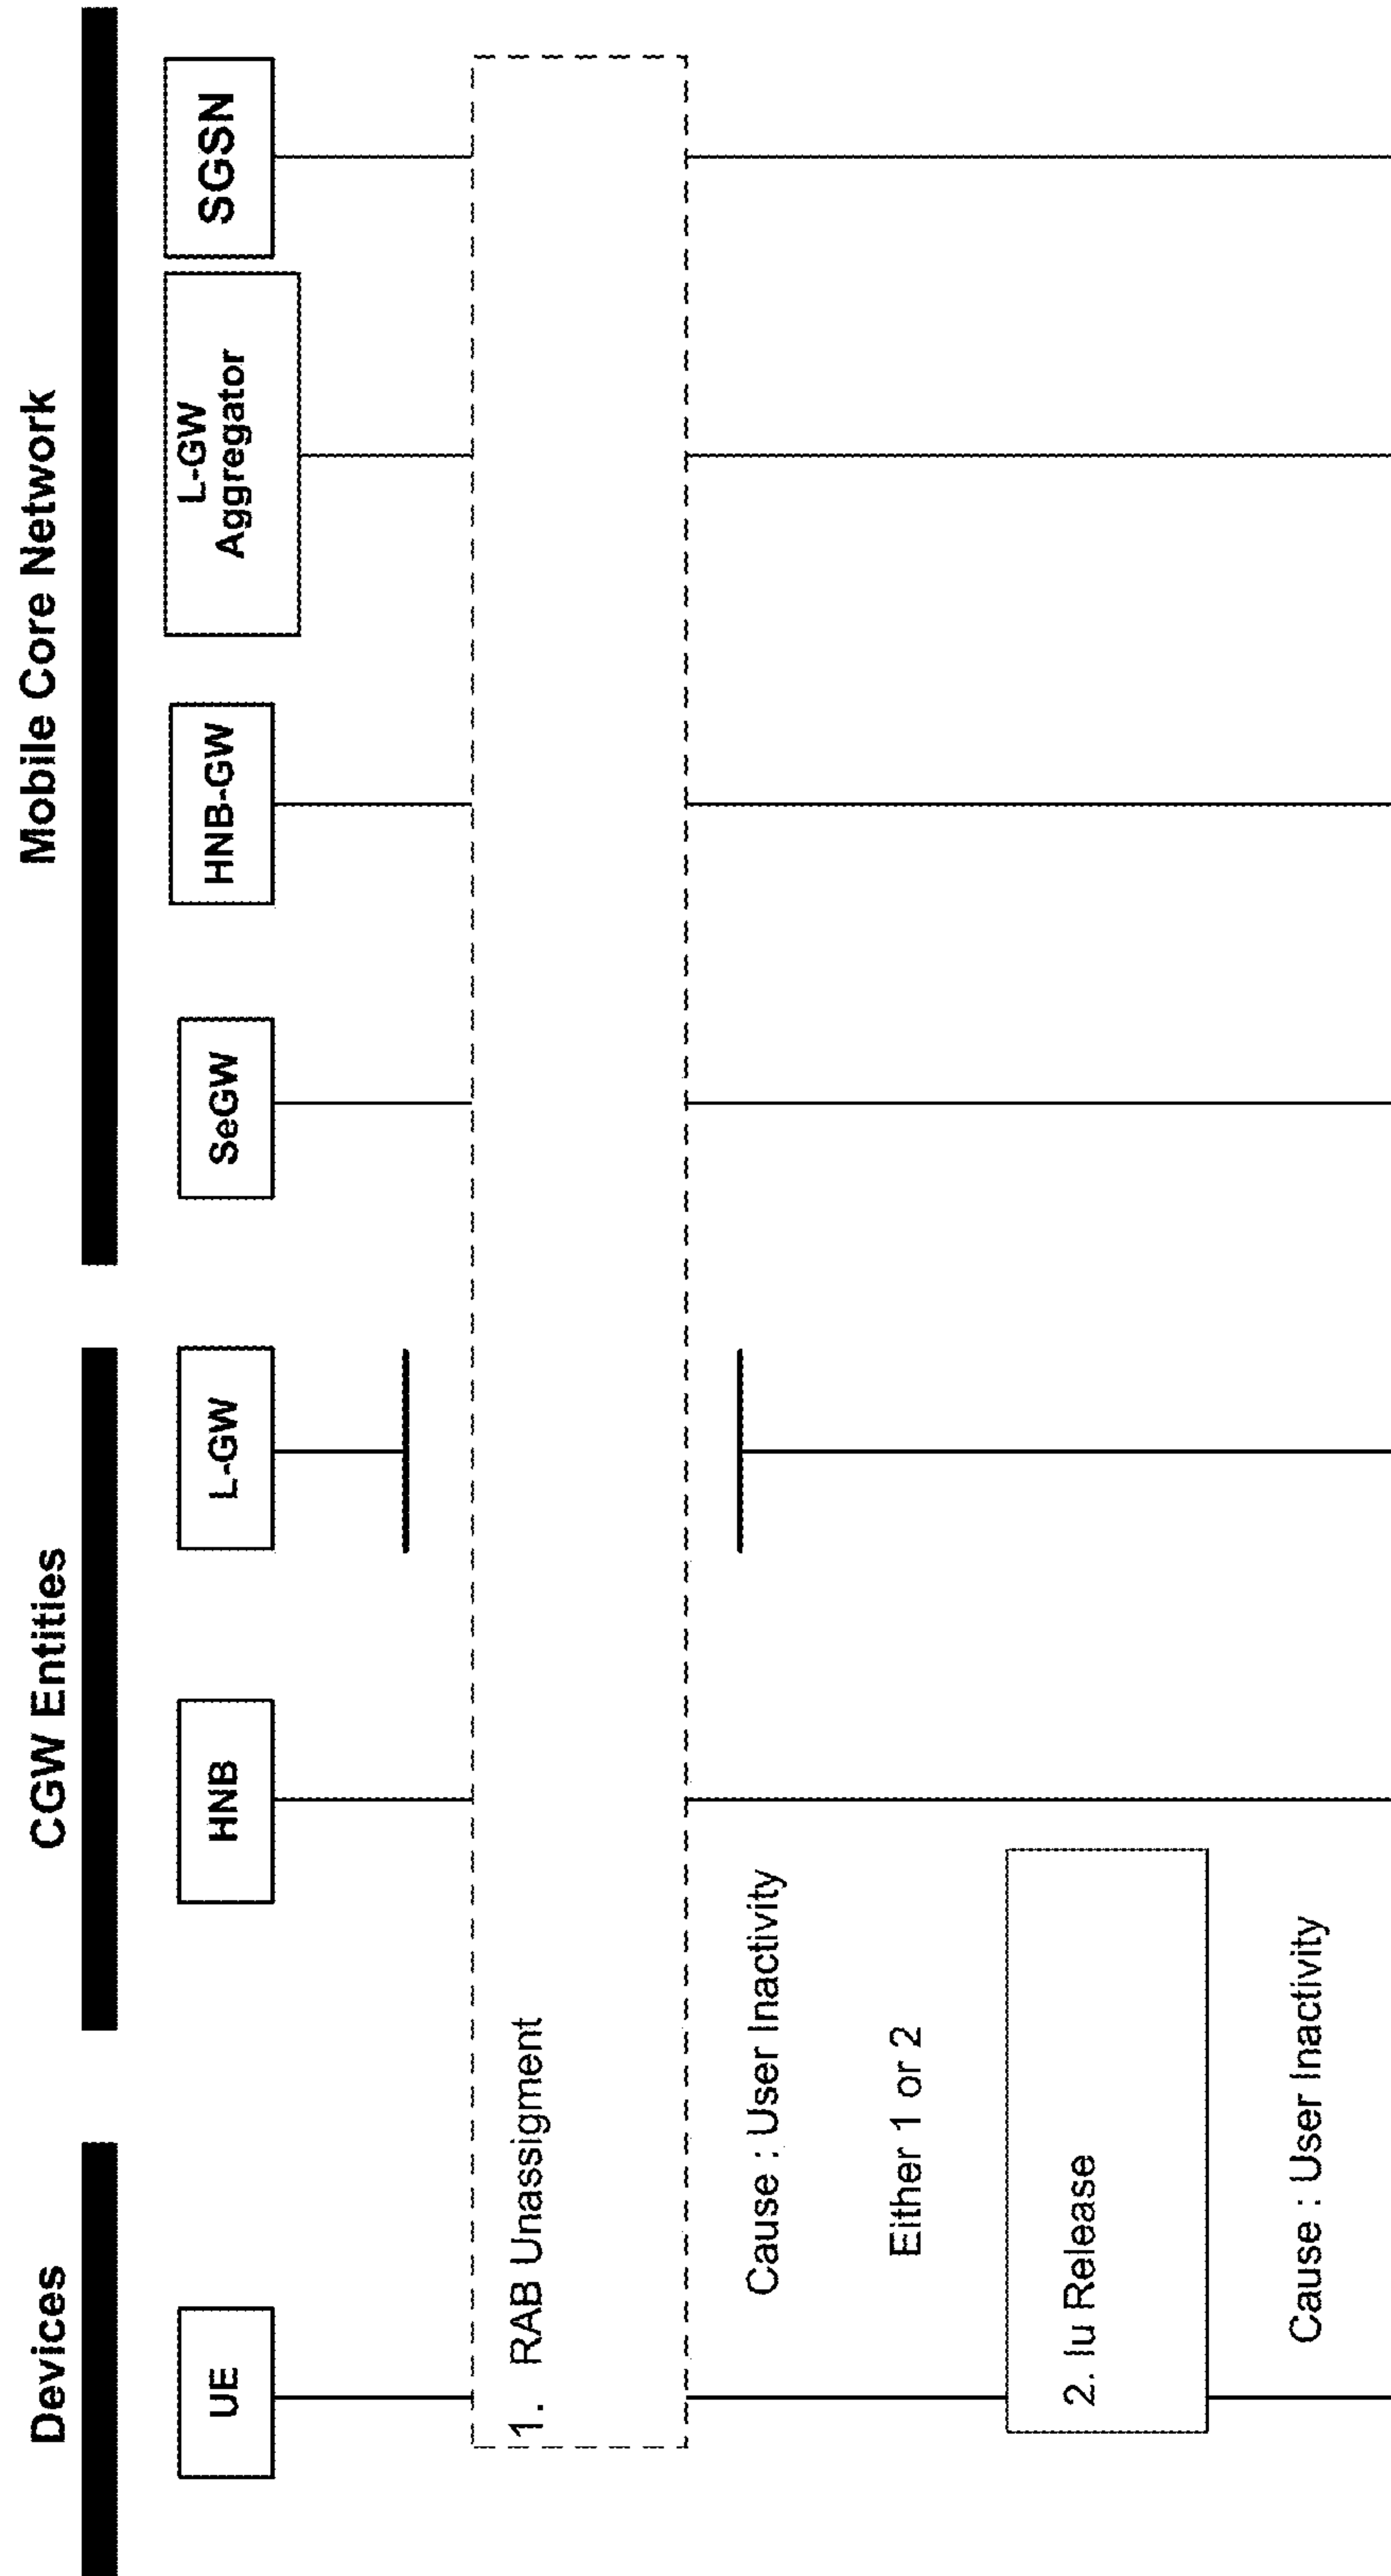 Devices
CGW Entities
Mobile Core Network
UE
HNB
L-GW
SeGW
HNB-GW
L-GW
Aggregator
SGSN
1. RAB Unassigment
Cause : User Inactivity
Either 1 or 2
2. Iu Release
Cause : User Inactivity